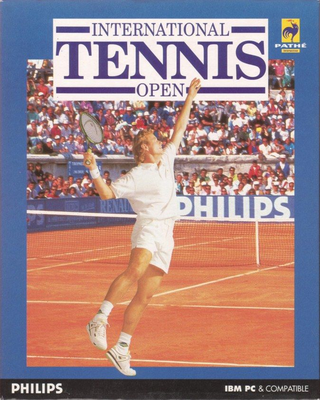 INTERNATIONAL
TENNIS
OPEN
PATHÉ
PHILIPS
PHILIPS
IBM PC & COMPATIBLE